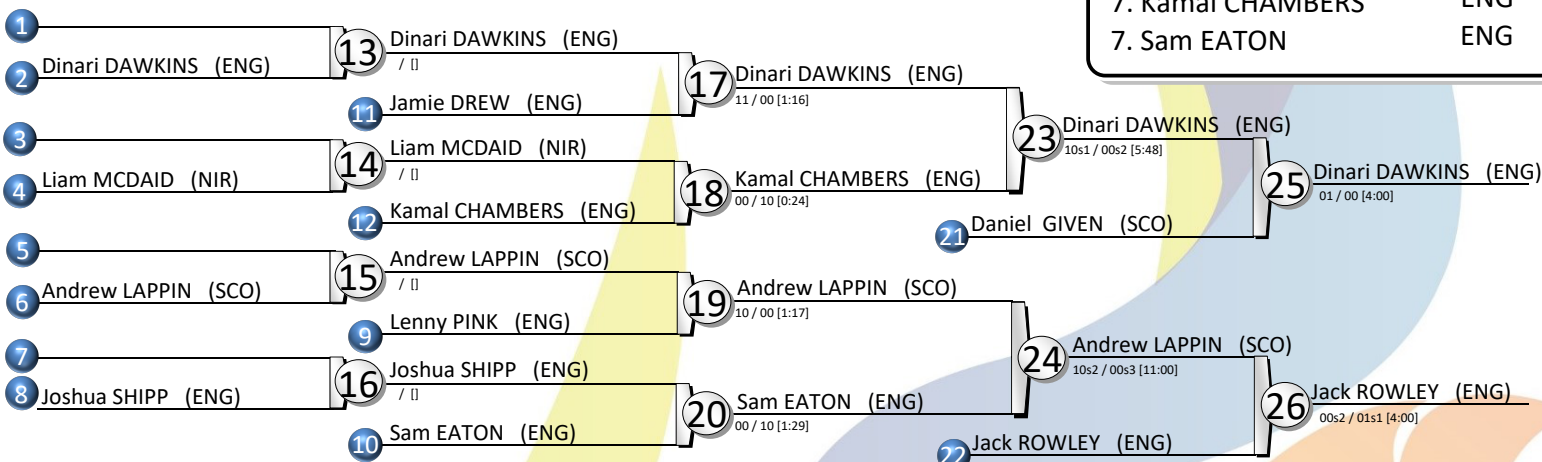 7. Kamal CHAMBERS ENG
7. Sam EATON ENG
1
13 Dinari DAWKINS (ENG)
/ []
2 Dinari DAWKINS (ENG)
17 Dinari DAWKINS (ENG)
11 / 00 [1:16]
11 Jamie DREW (ENG)
3
14 Liam MCDAID (NIR)
/ []
4 Liam MCDAID (NIR)
18 Kamal CHAMBERS (ENG)
00 / 10 [0:24]
12 Kamal CHAMBERS (ENG)
23 Dinari DAWKINS (ENG)
10s1 / 00s2 [5:48]
25 Dinari DAWKINS (ENG)
01 / 00 [4:00]
21 Daniel GIVEN (SCO)
5
15 Andrew LAPPIN (SCO)
/ []
6 Andrew LAPPIN (SCO)
19 Andrew LAPPIN (SCO)
10 / 00 [1:17]
9 Lenny PINK (ENG)
7
16 Joshua SHIPP (ENG)
/ []
8 Joshua SHIPP (ENG)
20 Sam EATON (ENG)
00 / 10 [1:29]
10 Sam EATON (ENG)
24 Andrew LAPPIN (SCO)
10s2 / 00s3 [11:00]
26 Jack ROWLEY (ENG)
00s2 / 01s1 [4:00]
22 Jack ROWLEY (ENG)